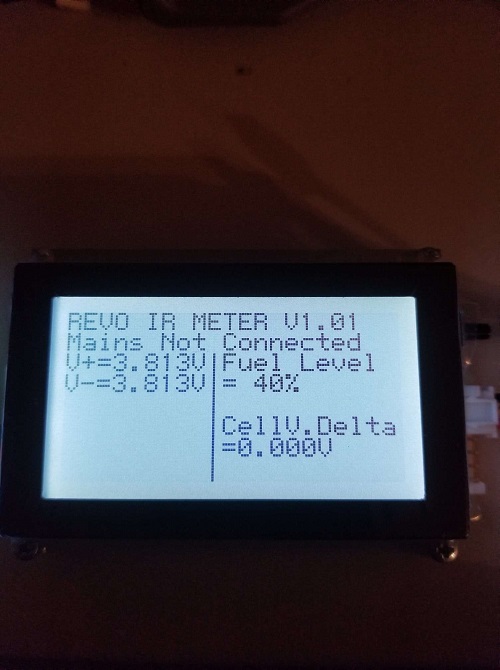 REVO IR METER V1.01
Mains Not Connected
V+=3.813V Fuel Level
V-=3.813V = 40%
CellV.Delta
=0.000V